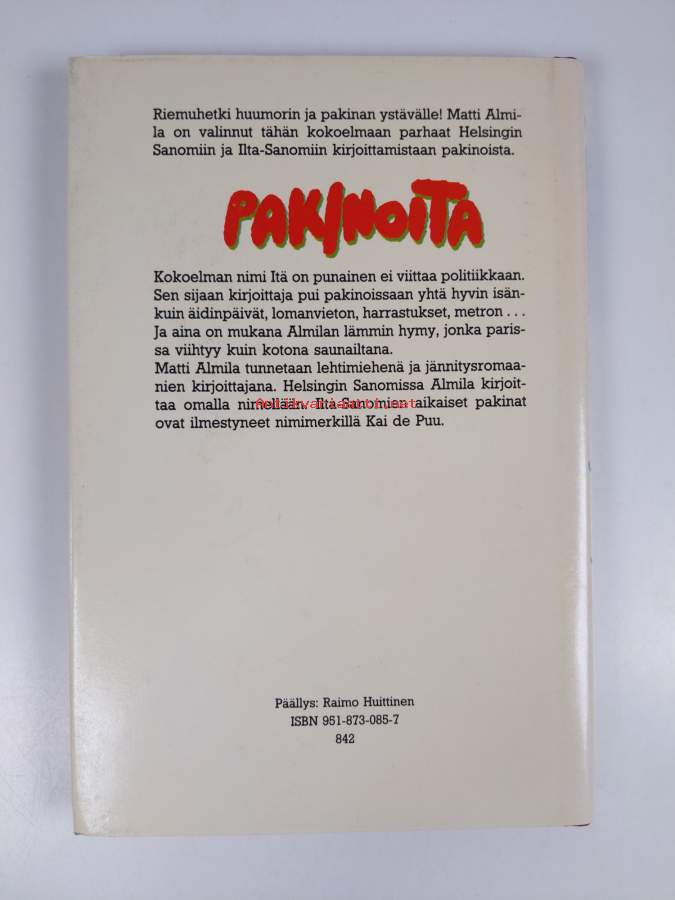 Riemuhetki huumorin ja pakinan ystävälle! Matti Almi-
la on valinnut tähän kokoelmaan parhaat Helsingin
Sanomiin ja Ilta-Sanomiin kirjoittamistaan pakinoista.
PAKINOITA
Kokoelman nimi Itä on punainen ei viittaa politiikkaan.
Sen sijaan kirjoittaja pui pakinoissaan yhtä hyvin isän-
kuin äidinpäivät, lomanvieton, harrastukset, metron . . .
Ja aina on mukana Almilan lämmin hymy, jonka paris-
sa viihtyy kuin kotona saunailtana.
Matti Almila tunnetaan lehtimiehenä ja jännitysromaa-
nien kirjoittajana. Helsingin Sanomissa Almila kirjoit-
taa omalla nimellään. Ilta-Sanomien aikaiset pakinat
Antikvariaatti.net
ovat ilmestyneet nimimerkillä Kai de Puu.
Päällys: Raimo Huittinen
ISBN 951-873-085-7
842